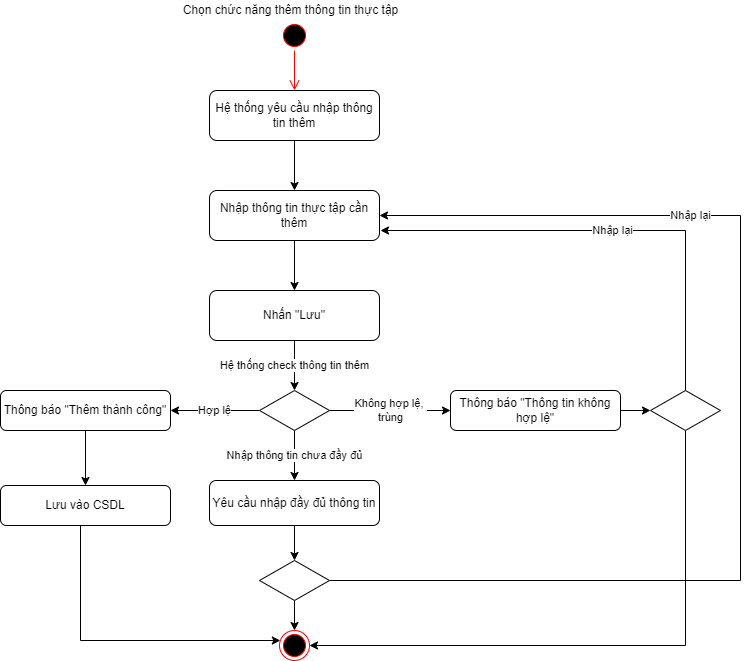 Chọn chức năng thêm thông tin thực tập
Hệ thống yêu cầu nhập thông
tin thêm
Nhập thông tin thực tập cần
thêm
Nhập lại
Nhập lại
Nhấn "Lưu"
Hệ thống check thông tin thêm
Thông báo "Thêm thành công"
Hợp lệ
Không hợp lệ,
trùng
Thông báo "Thông tin không
hợp lệ"
Nhập thông tin chưa đầy đủ
Lưu vào CSDL
Yêu cầu nhập đầy đủ thông tin